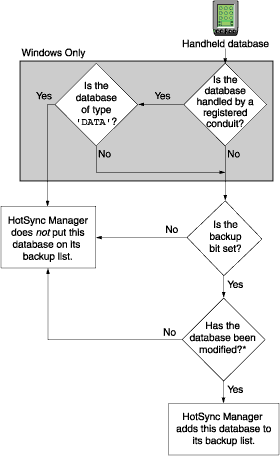 Handheld database
Windows Only
Is the
database
of type
'DATA'?
Yes
No
Is the
database
handled by a
registered
conduit?
Yes
No
Is the
backup
bit set?
No
Yes
HotSync Manager
does not put this
database on its
backup list.
Has the
database been
modified?*
No
Yes
HotSync Manager
adds this database to
its backup list.